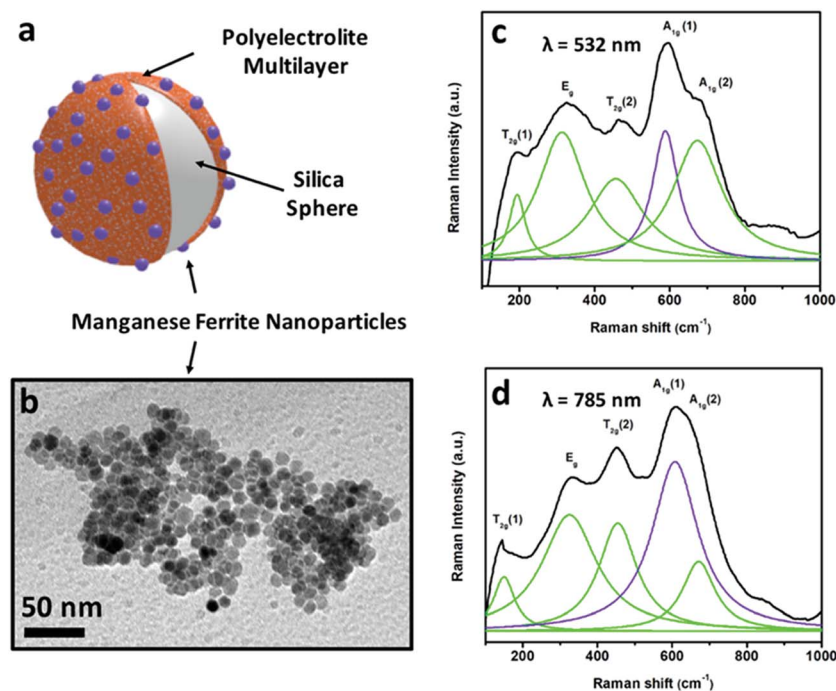 a
Polyelectrolite
Multilayer
Silica
Sphere
Manganese Ferrite Nanoparticles
b
50 nm
c
λ = 532 nm
T2g(1)
Eg
T2g(2)
A1g(1)
A1g(2)
Raman Intensity (a.u.)
200 400 600 800 1000
Raman shift (cm-1)
d
λ = 785 nm
T2g(1)
Eg
T2g(2)
A1g(1)
A1g(2)
Raman Intensity (a.u.)
200 400 600 800 1000
Raman shift (cm-1)